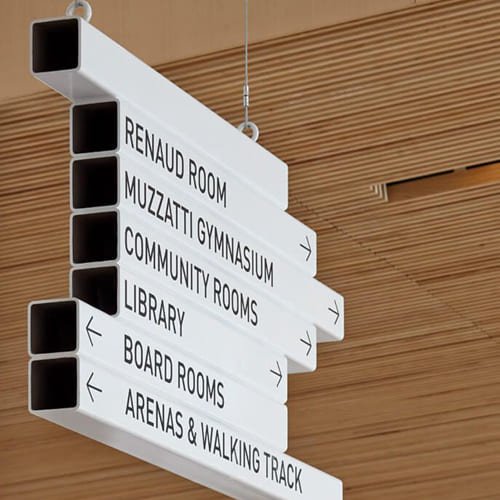 RENAUD ROOM
MUZZATTI GYMNASIUM →
COMMUNITY ROOMS →
LIBRARY →
← BOARD ROOMS →
← ARENAS & WALKING TRACK